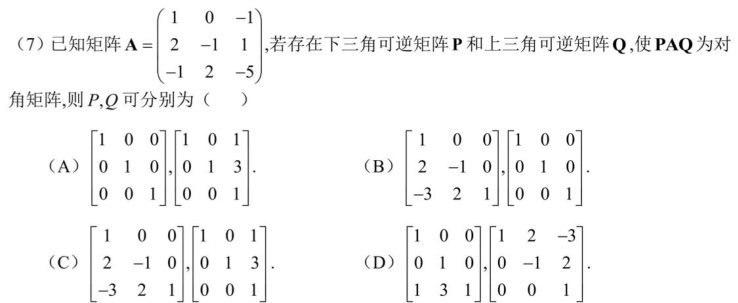 (7) 已知矩阵 A = ( 1 0 -1 ; 2 -1 1 ; -1 2 -5 ) ,若存在下三角可逆矩阵 P 和上三角可逆矩阵 Q ,使 PAQ 为对
角矩阵,则 P,Q 可分别为( )
(A) [ 1 0 0 ; 0 1 0 ; 0 0 1 ] , [ 1 0 1 ; 0 1 3 ; 0 0 1 ] .
(B) [ 1 0 0 ; 2 -1 0 ; -3 2 1 ] , [ 1 0 0 ; 0 1 0 ; 0 0 1 ] .
(C) [ 1 0 0 ; 2 -1 0 ; -3 2 1 ] , [ 1 0 1 ; 0 1 3 ; 0 0 1 ] .
(D) [ 1 0 0 ; 0 1 0 ; 1 3 1 ] , [ 1 2 -3 ; 0 -1 2 ; 0 0 1 ] .